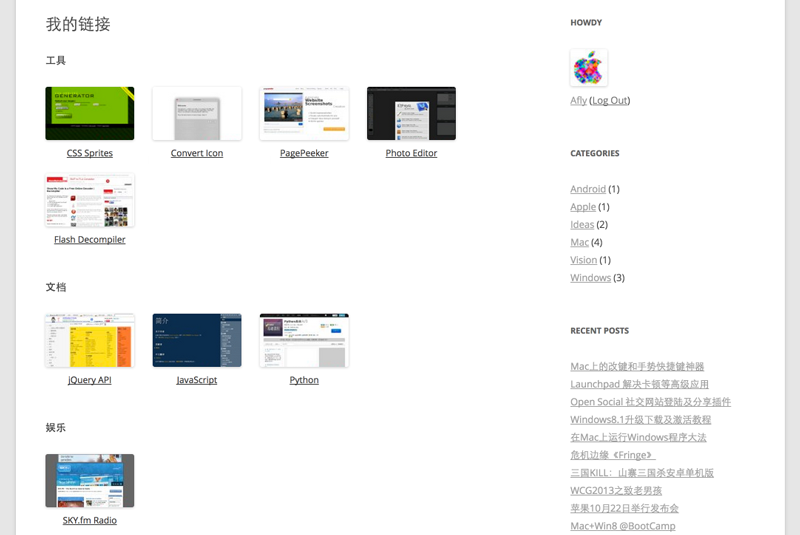 我的链接
工具
GENERATOR
Website
Screenshots
CSS Sprites
Convert Icon
PagePeeker
Photo Editor
Flash Decompiler
文档
简介
jQuery API
JavaScript
Python
娱乐
SKY.fm Radio
HOWDY
Afly (Log Out)
CATEGORIES
Android (1)
Apple (1)
Ideas (2)
Mac (4)
Vision (1)
Windows (3)
RECENT POSTS
Mac上的改键和手势快捷键神器
Launchpad 解决卡顿等高级应用
Open Social 社交网站登陆及分享插件
Windows8.1升级下载及激活教程
在Mac上运行Windows程序大法
危机边缘《Fringe》
三国KILL：山寨三国杀安卓单机版
WCG2013之致老男孩
苹果10月22日举行发布会
Mac+Win8 @BootCamp